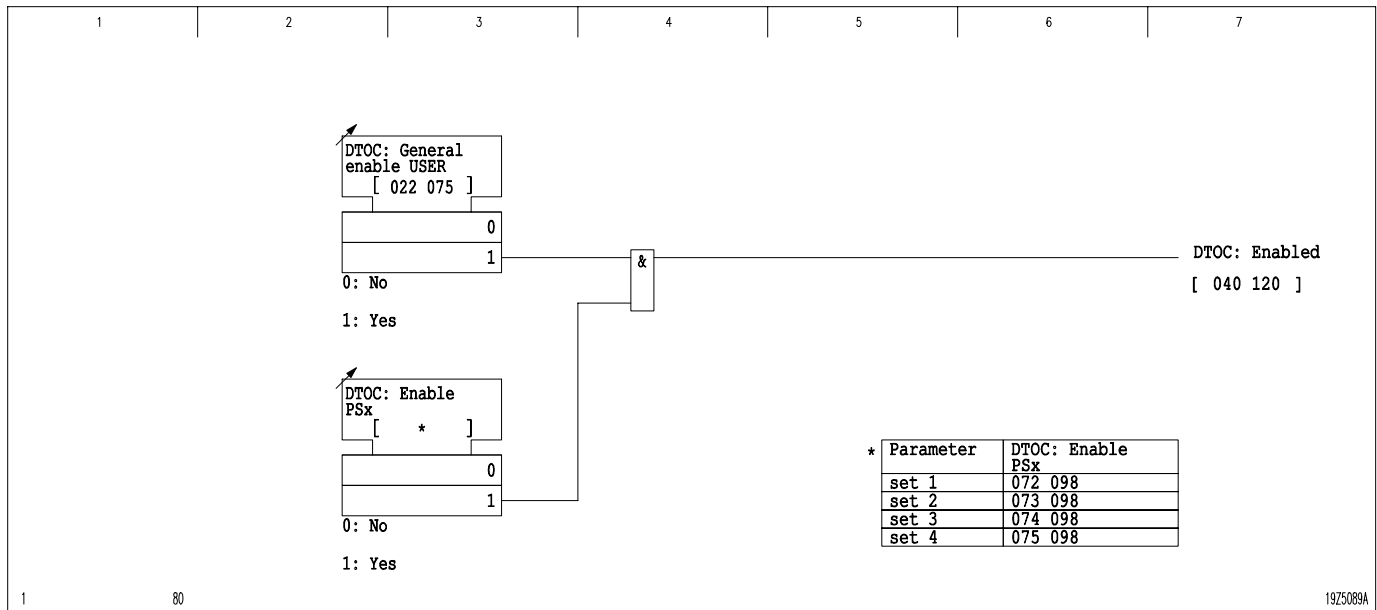 1 2 3 4 5 6 7
DTOC: General
enable USER
[ 022 075 ]
0
1
0: No
1: Yes
&
DTOC: Enabled
[ 040 120 ]
DTOC: Enable
PSx
[ * ]
0
1
0: No
1: Yes
* Parameter DTOC: Enable
PSx
set 1 072 098
set 2 073 098
set 3 074 098
set 4 075 098
1 80 19Z5089A